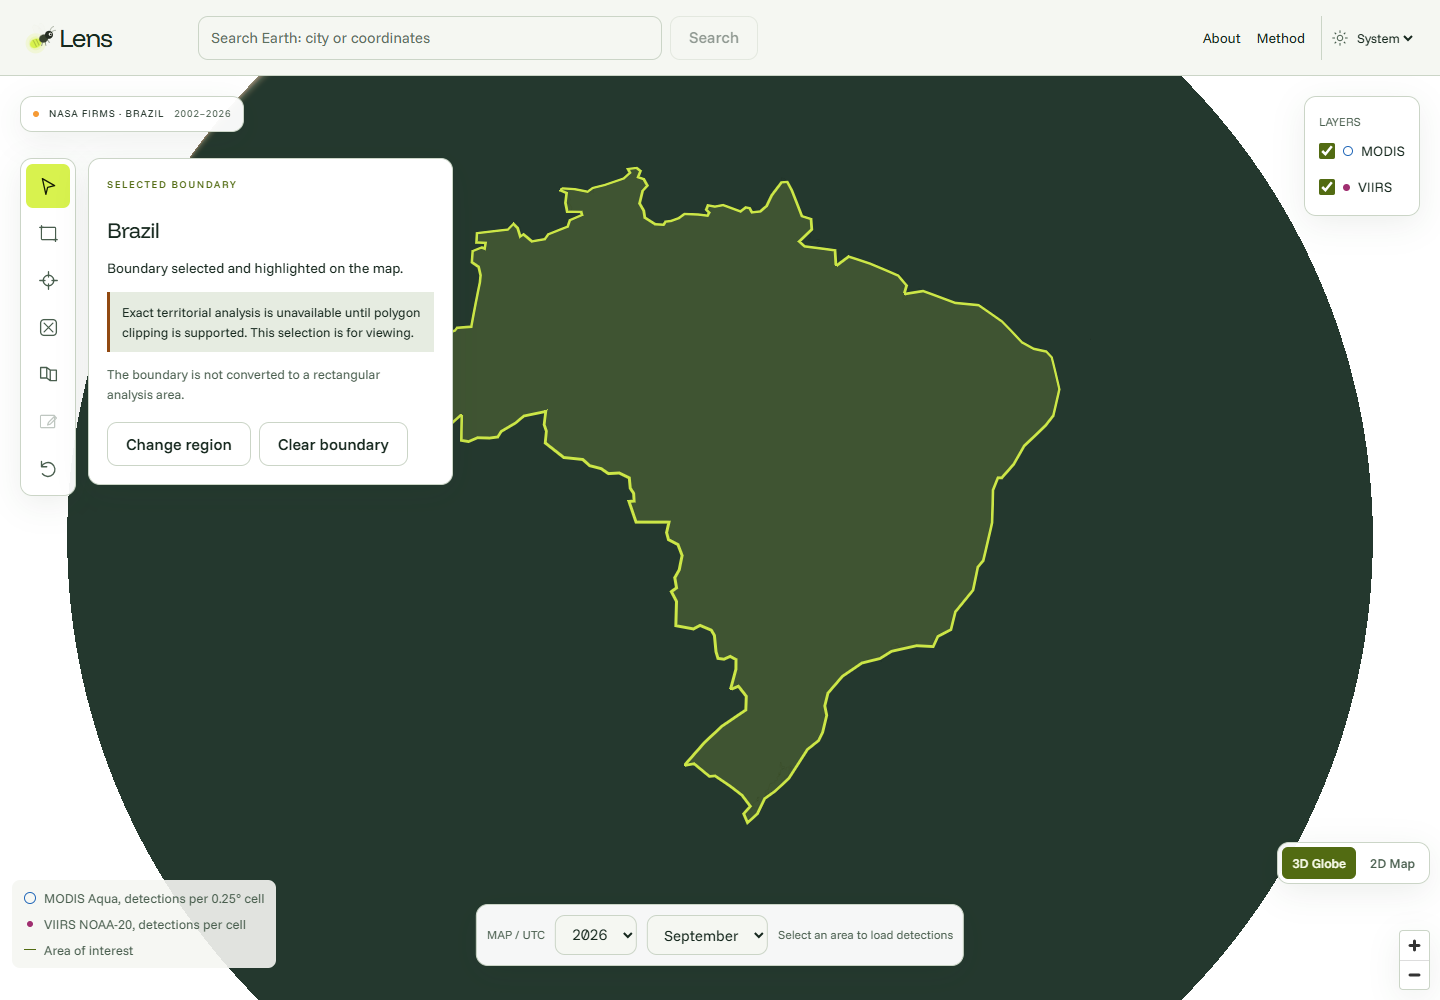 Lens
Search Earth: city or coordinates
Search
About
Method
System
NASA FIRMS · BRAZIL 2002–2026
LAYERS
MODIS
VIIRS
SELECTED BOUNDARY
Brazil
Boundary selected and highlighted on the map.
Exact territorial analysis is unavailable until polygon
clipping is supported. This selection is for viewing.
The boundary is not converted to a rectangular
analysis area.
Change region
Clear boundary
3D Globe
2D Map
MODIS Aqua, detections per 0.25° cell
VIIRS NOAA-20, detections per cell
Area of interest
MAP / UTC
2026
September
Select an area to load detections